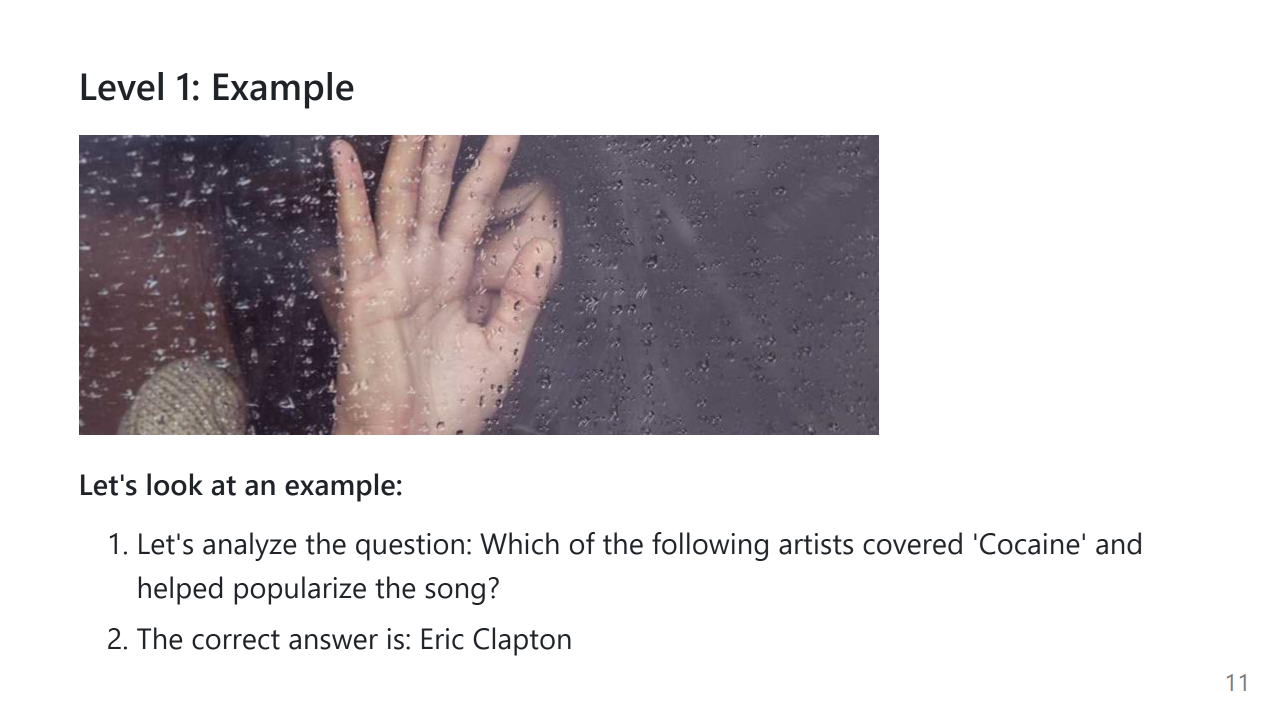 Level 1: Example
Let's look at an example:
1. Let's analyze the question: Which of the following artists covered 'Cocaine' and
helped popularize the song?
2. The correct answer is: Eric Clapton
11